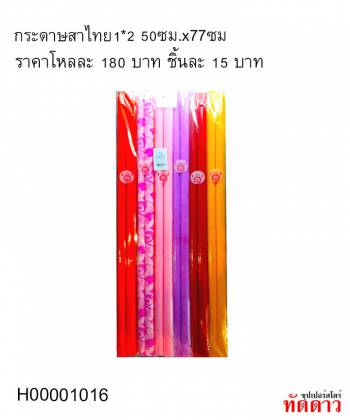 กระดาษสาไทย1*2 50ซม.x77ซม
ราคาโหลละ 180 บาท ชิ้นละ 15 บาท
H00001016
ซุปเปอร์สโตร์
ทัดดาว